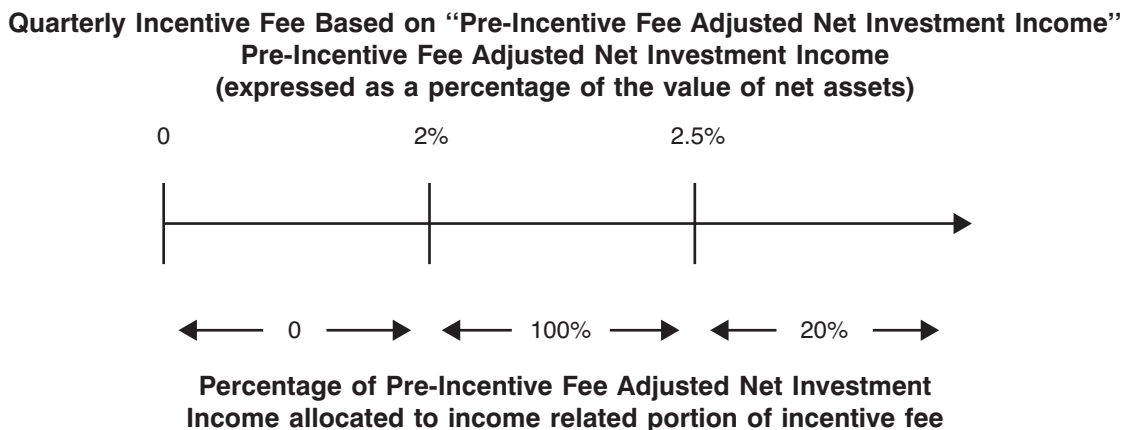 Quarterly Incentive Fee Based on ‘‘Pre-Incentive Fee Adjusted Net Investment Income’’
Pre-Incentive Fee Adjusted Net Investment Income
(expressed as a percentage of the value of net assets)
0 2% 2.5%
0 100% 20%
Percentage of Pre-Incentive Fee Adjusted Net Investment
Income allocated to income related portion of incentive fee